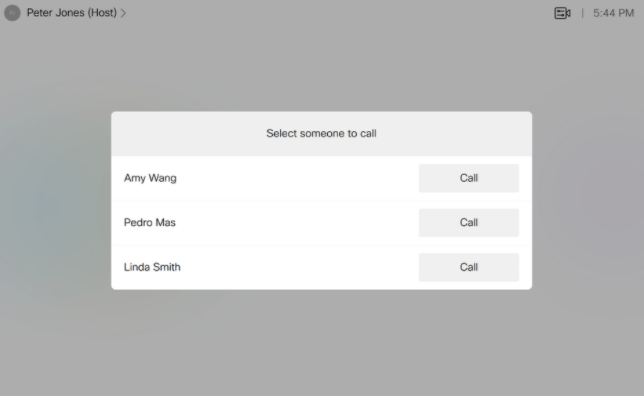 Peter Jones (Host)
5:44 PM
Select someone to call
Amy Wang
Call
Pedro Mas
Call
Linda Smith
Call